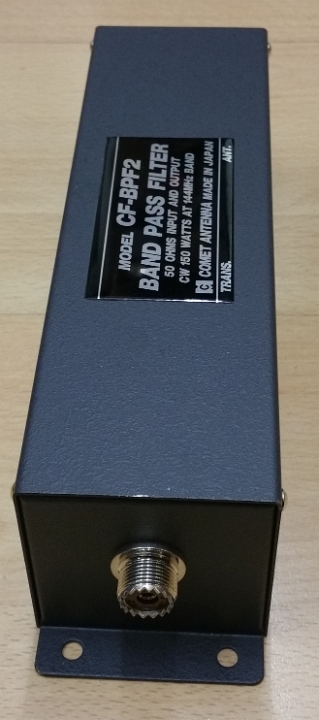 MODEL CF-BPF2
BAND PASS FILTER
50 OHMS INPUT AND OUTPUT
CW 150 WATTS AT 144MHz BAND
C COMET ANTENNA MADE IN JAPAN
TRANS. ANT.